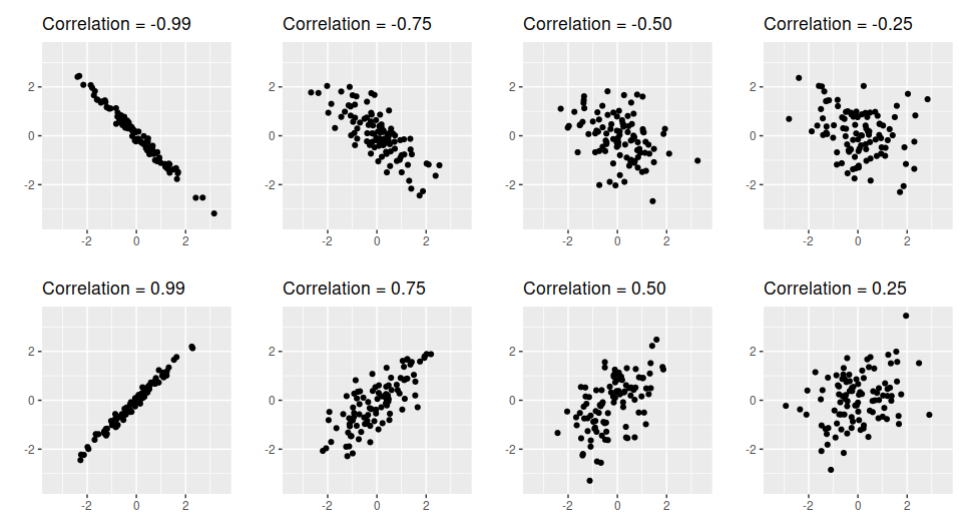 Correlation = -0.99 Correlation = -0.75 Correlation = -0.50 Correlation = -0.25
2 2 2 2
0 0 0 0
-2 -2 -2 -2
-2 0 2 -2 0 2 -2 0 2 -2 0 2
Correlation = 0.99 Correlation = 0.75 Correlation = 0.50 Correlation = 0.25
2 2 2 2
0 0 0 0
-2 -2 -2 -2
-2 0 2 -2 0 2 -2 0 2 -2 0 2